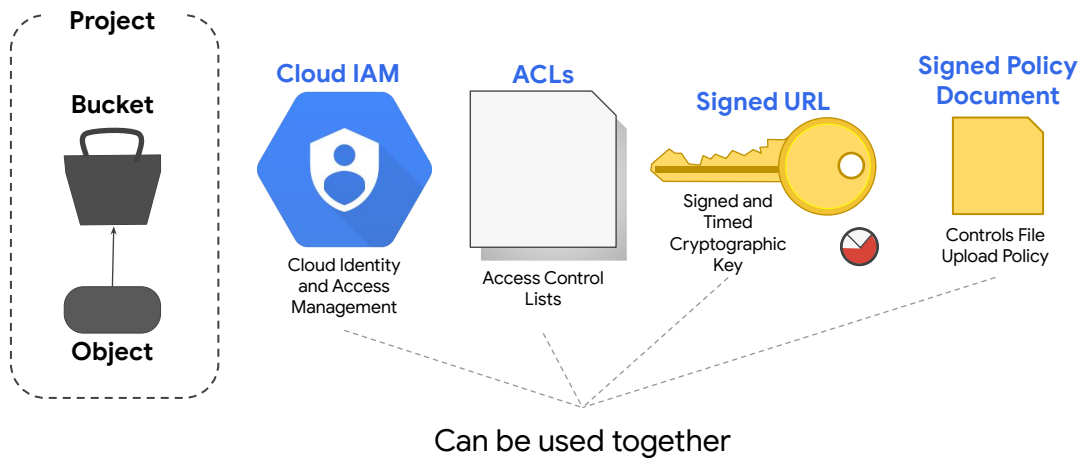 Project
Bucket
Object
Cloud IAM
Cloud Identity
and Access
Management
ACLs
Access Control
Lists
Signed URL
Signed and
Timed
Cryptographic
Key
Signed Policy
Document
Controls File
Upload Policy
Can be used together